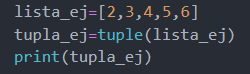 lista_ej=[2,3,4,5,6]
tupla_ej=tuple(lista_ej)
print(tupla_ej)